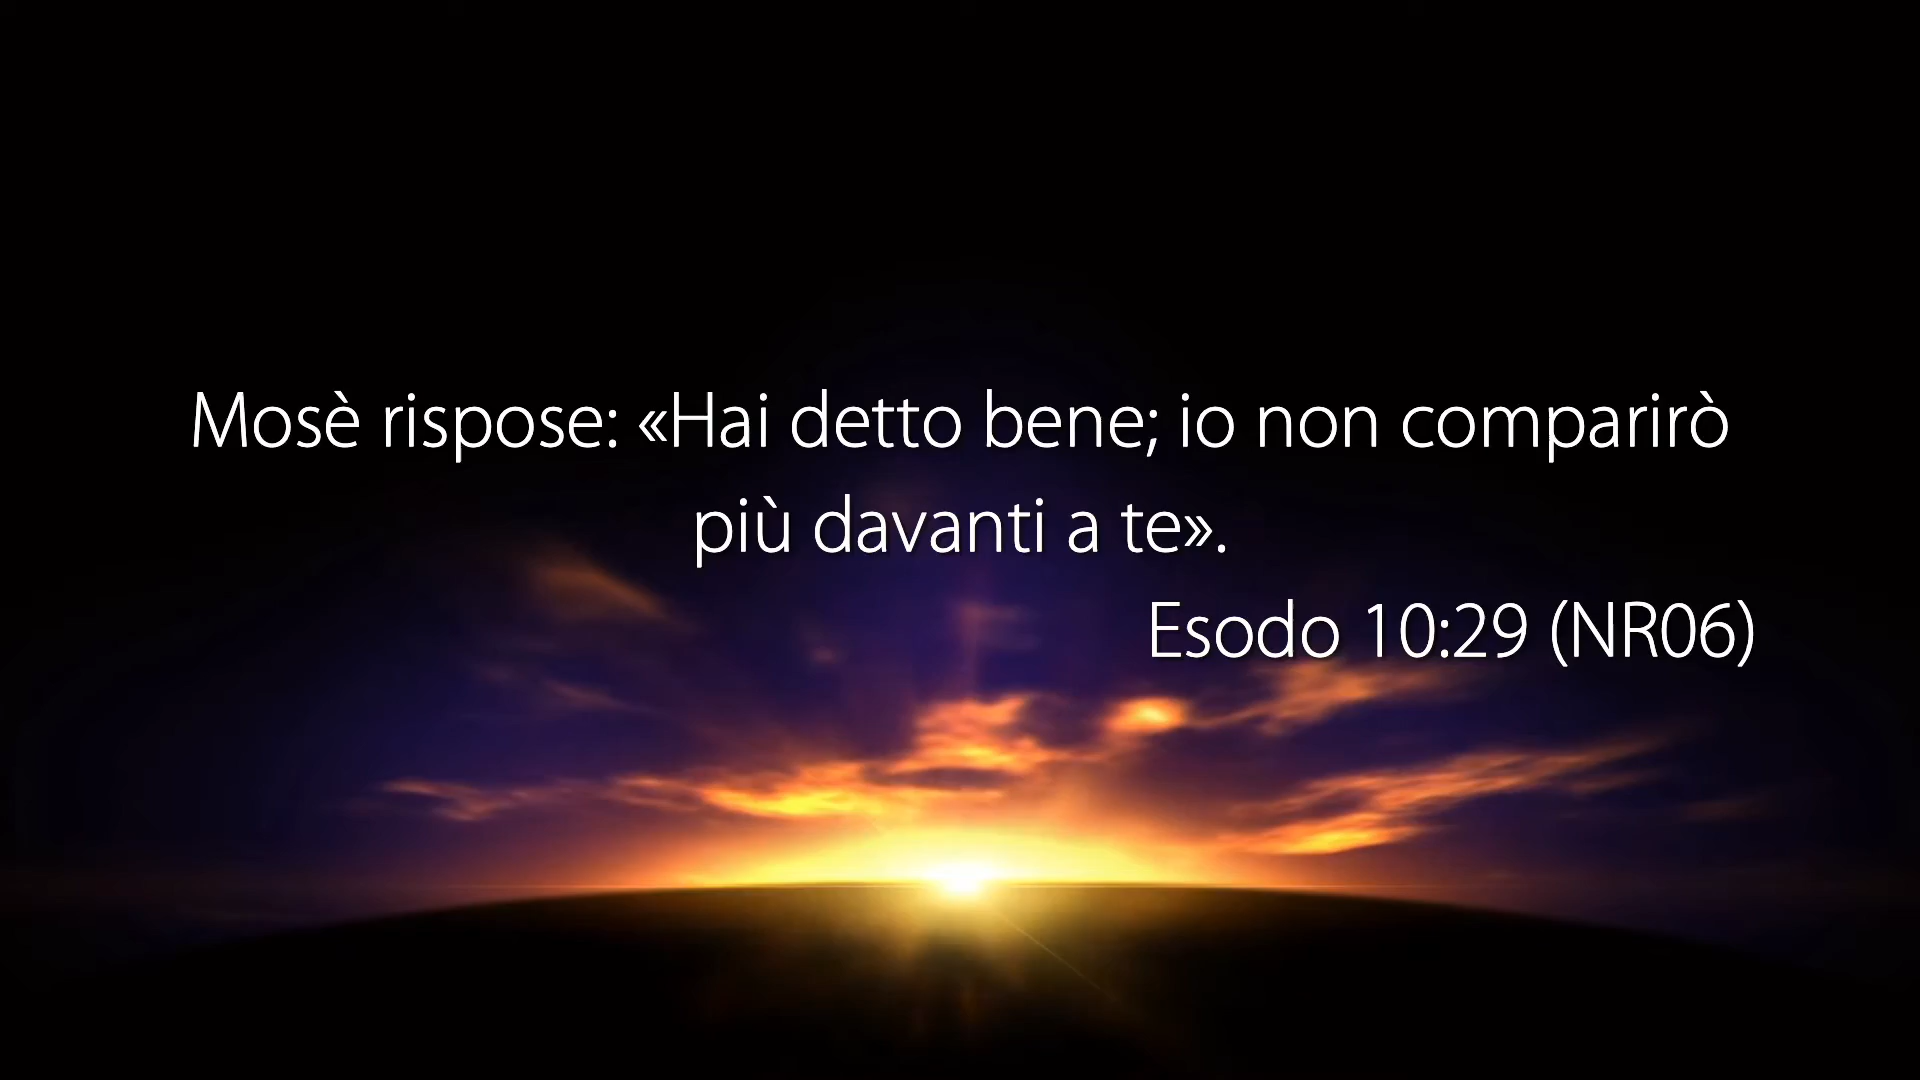 Mosè rispose: «Hai detto bene; io non comparirò
più davanti a te».
Esodo 10:29 (NR06)